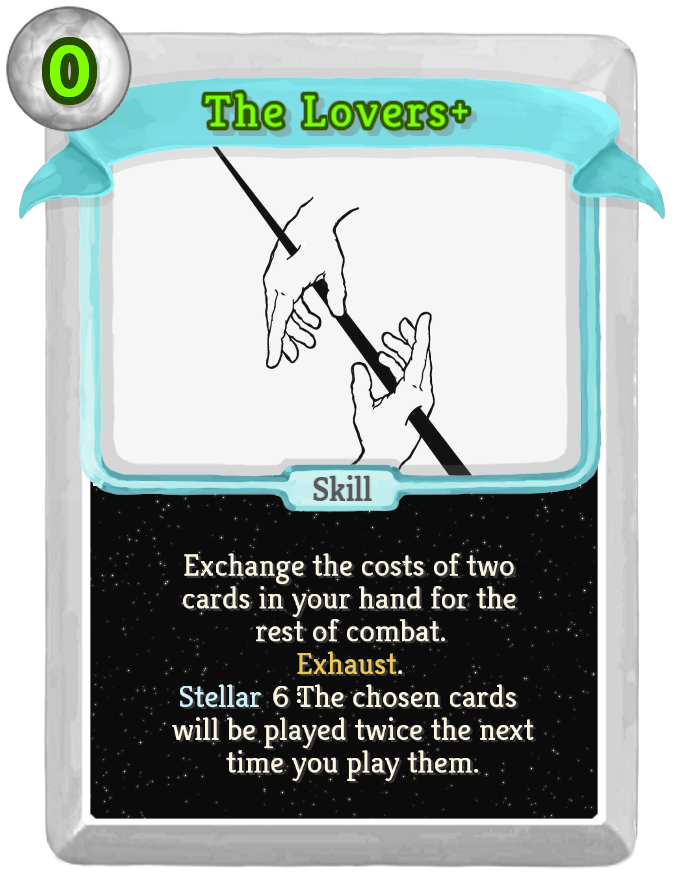 0
The Lovers+
Skill
Exchange the costs of two
cards in your hand for the
rest of combat.
Exhaust.
Stellar 6 :The chosen cards
will be played twice the next
time you play them.